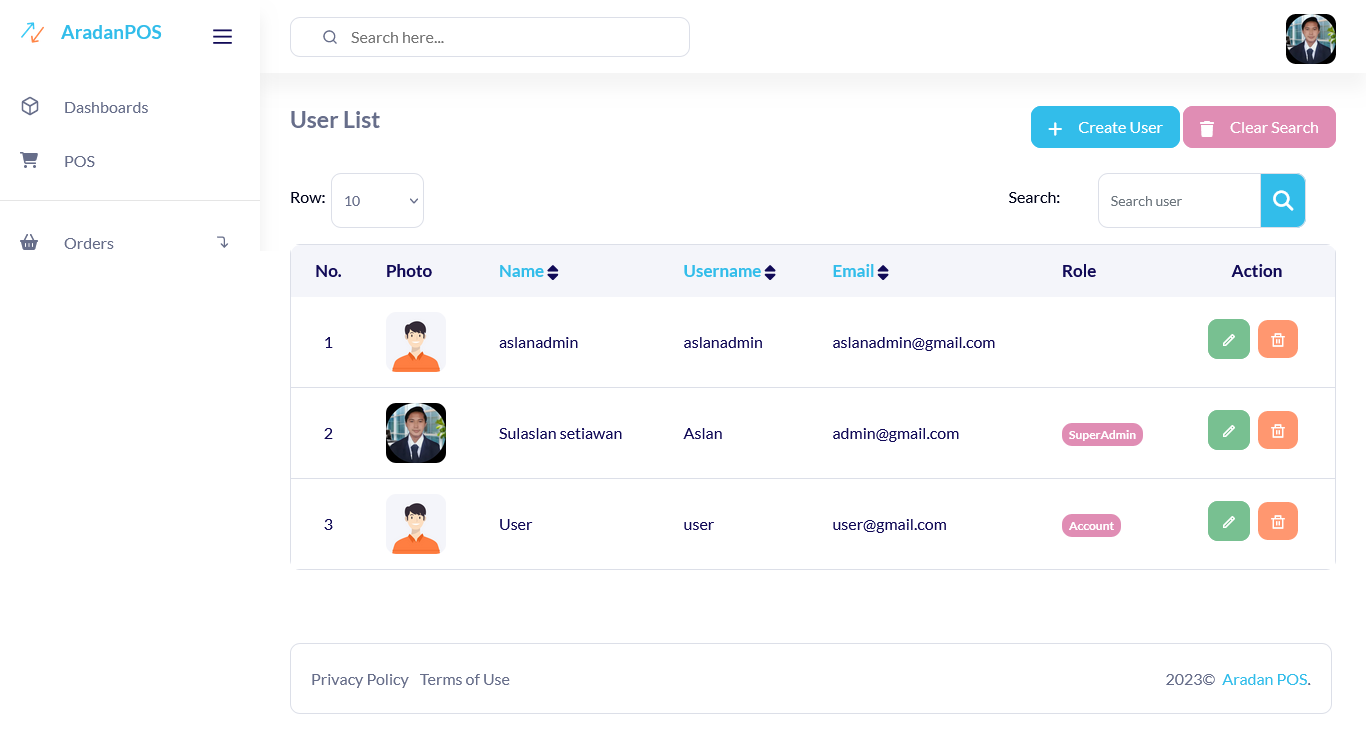 AradanPOS
Search here...
Dashboards
POS
Orders
User List
Create User
Clear Search
Row: 10
Search: Search user
No. Photo Name Username Email Role Action
1 aslanadmin aslanadmin aslanadmin@gmail.com
2 Sulaslan setiawan Aslan admin@gmail.com SuperAdmin
3 User user user@gmail.com Account
Privacy Policy Terms of Use 2023© Aradan POS.